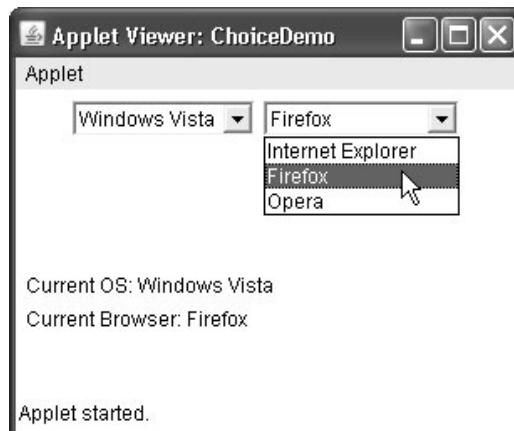 Applet Viewer: ChoiceDemo
Applet
Windows Vista Firefox
Internet Explorer
Firefox
Opera
Current OS: Windows Vista
Current Browser: Firefox
Applet started.